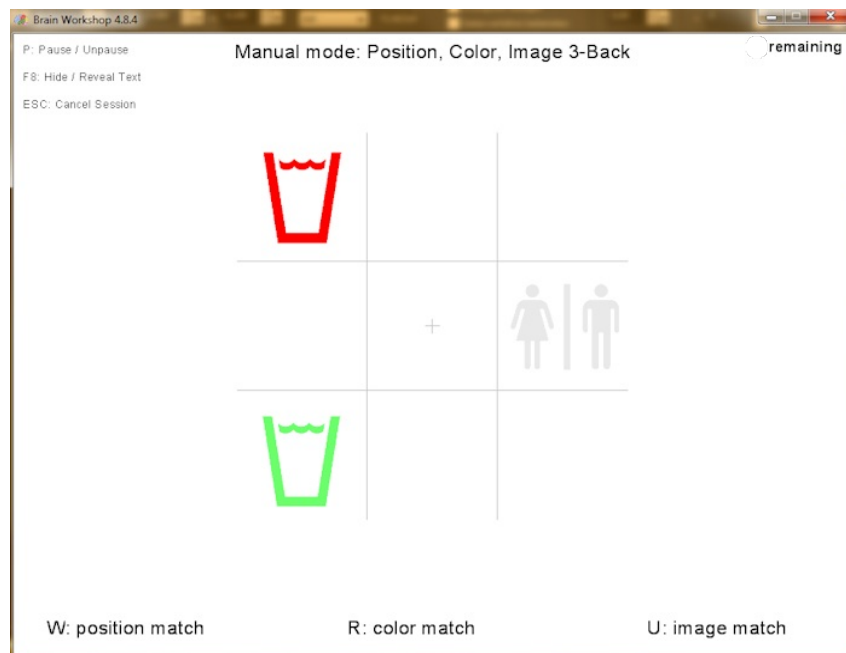 Brain Workshop 4.8.4
P: Pause / Unpause
Manual mode: Position, Color, Image 3-Back
remaining
F8: Hide / Reveal Text
ESC: Cancel Session
W: position match
R: color match
U: image match